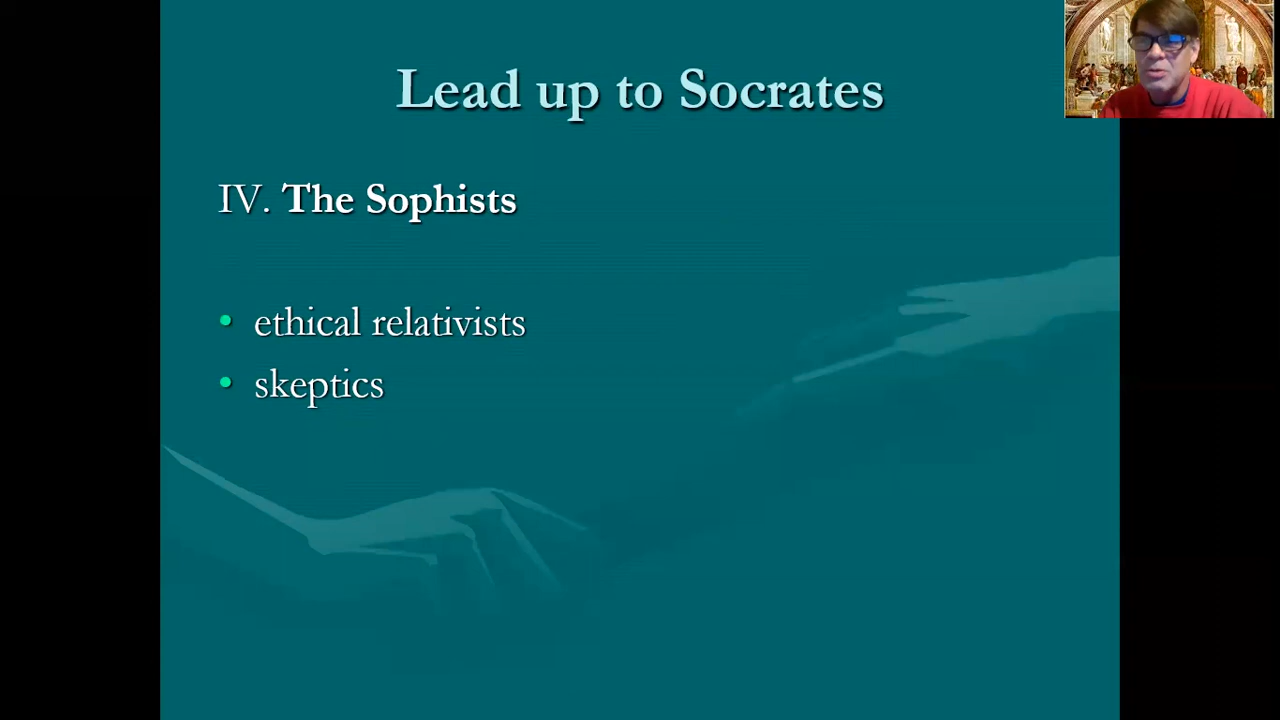 Lead up to Socrates
IV. The Sophists
• ethical relativists
• skeptics